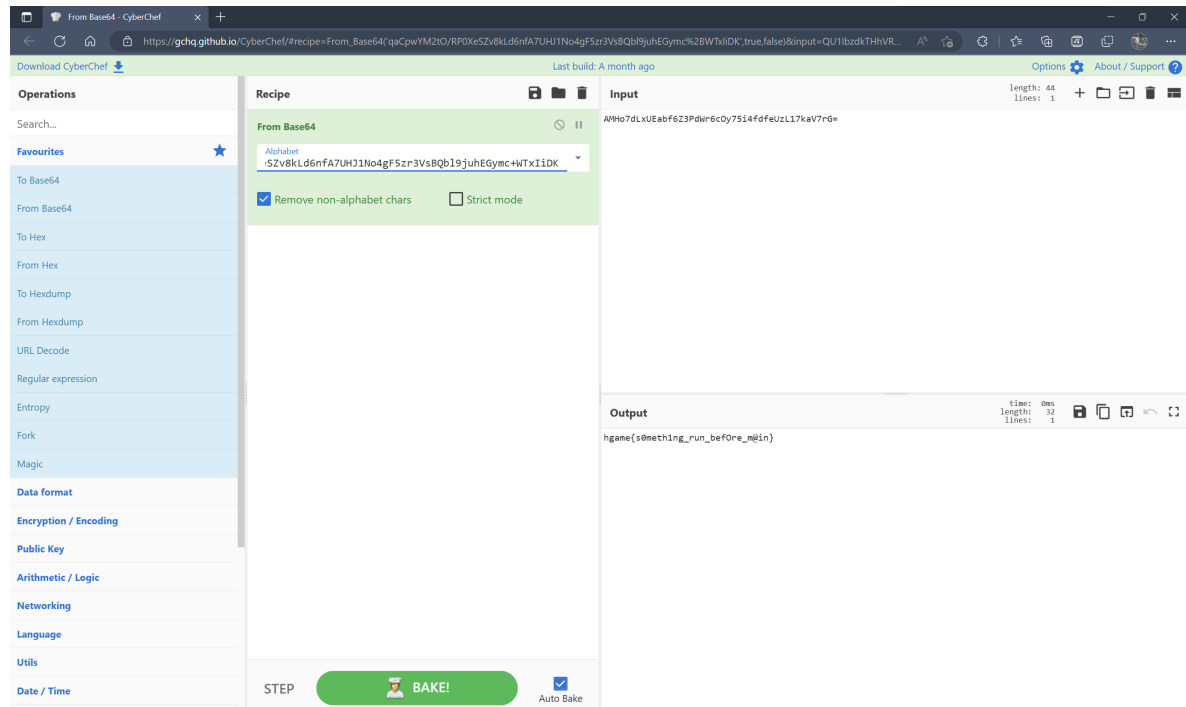 From Base64 - CyberChef
https://gchq.github.io/CyberChef/#recipe=From_Base64('qaCpwYM2tO/RP0XeSZv8kLd6nfA7UHJ1No4gF5zr3VsBQbl9juhEGymc%2BWTxIiDK',true,false)&input=QU1IbzdkTHhVR...
Download CyberChef
Last build: A month ago
Options
About / Support
Operations
Recipe
Input
length: 44
lines: 1
Search...
From Base64
AMHo7dLxUEabf6Z3PdWr6cOy75i4fdfeUzL17kaV7rG=
Favourites
Alphabet
SZv8kLd6nfA7UHJ1No4gF5zr3VsBQbl9juhEGymc+WTxIiDK
To Base64
Remove non-alphabet chars
Strict mode
From Base64
To Hex
From Hex
To Hexdump
From Hexdump
URL Decode
Regular expression
Entropy
Output
time: 0ms
length: 32
lines: 1
Fork
hgame{s0meth1ng_run_befOre_m@in}
Magic
Data format
Encryption / Encoding
Public Key
Arithmetic / Logic
Networking
Language
Utils
Date / Time
STEP
BAKE!
Auto Bake